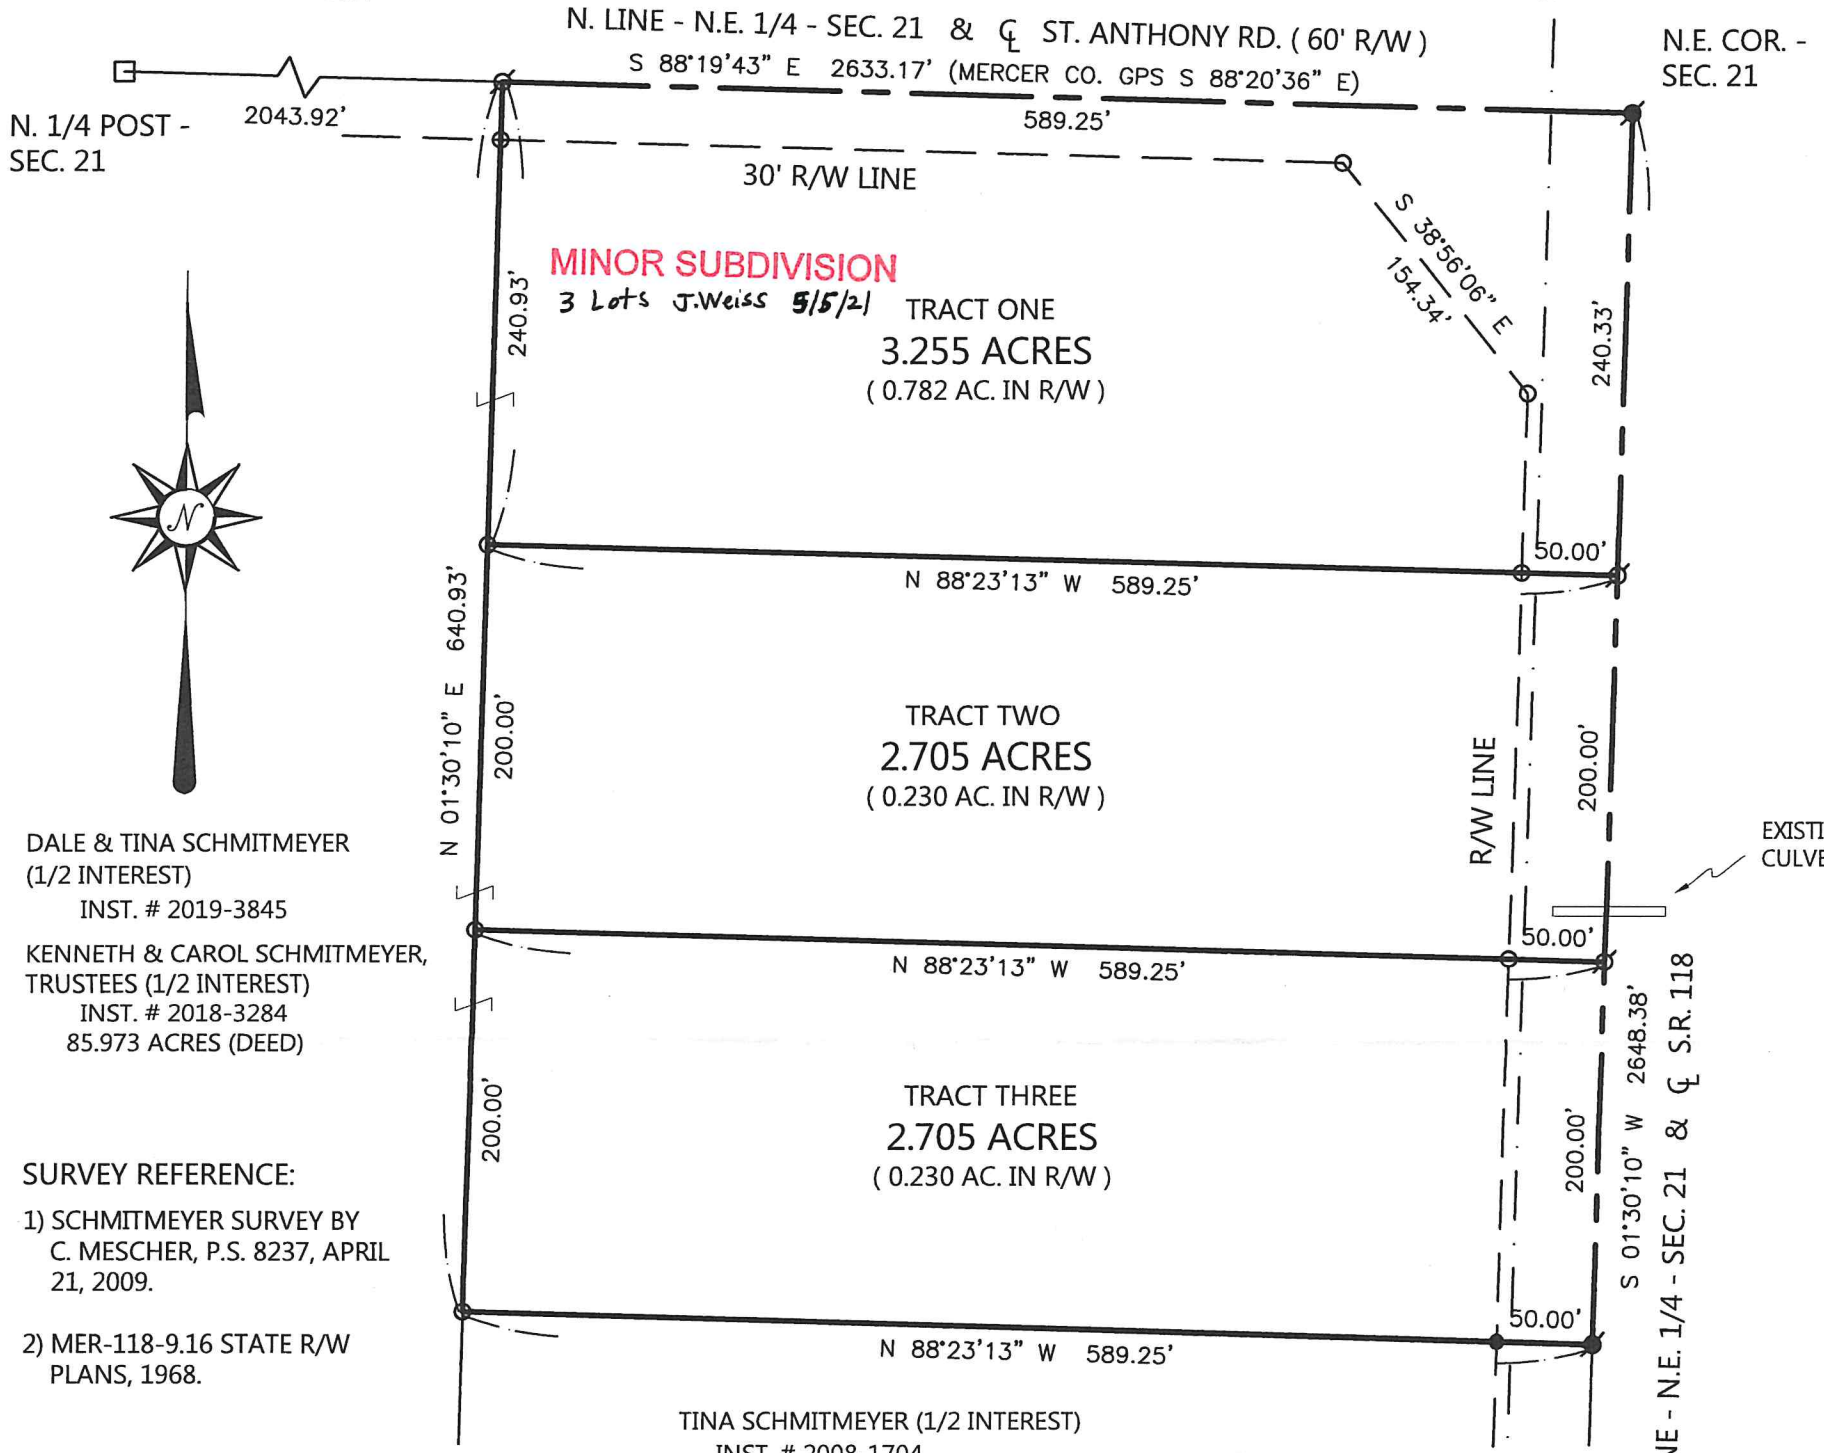 N. LINE - N.E. 1/4 - SEC. 21 & ℄ ST. ANTHONY RD. ( 60' R/W )
S 88°19'43" E 2633.17' (MERCER CO. GPS S 88°20'36" E)
N.E. COR. -
SEC. 21
N. 1/4 POST -
SEC. 21
2043.92'
589.25'
30' R/W LINE
S 38°56'06" E
154.34'
MINOR SUBDIVISION
3 Lots J.Weiss 5/5/21
240.93'
TRACT ONE
3.255 ACRES
( 0.782 AC. IN R/W )
240.33'
N
50.00'
N 88°23'13" W 589.25'
N 01°30'10" E 640.93'
200.00'
TRACT TWO
2.705 ACRES
( 0.230 AC. IN R/W )
R/W LINE
200.00'
EXISTI
CULVE
DALE & TINA SCHMITMEYER
(1/2 INTEREST)
INST. # 2019-3845
KENNETH & CAROL SCHMITMEYER,
TRUSTEES (1/2 INTEREST)
INST. # 2018-3284
85.973 ACRES (DEED)
50.00'
N 88°23'13" W 589.25'
200.00'
TRACT THREE
2.705 ACRES
( 0.230 AC. IN R/W )
200.00'
S 01°30'10" W 2648.38'
NE - N.E. 1/4 - SEC. 21 & ℄ S.R. 118
SURVEY REFERENCE:
1) SCHMITMEYER SURVEY BY
C. MESCHER, P.S. 8237, APRIL
21, 2009.
2) MER-118-9.16 STATE R/W
PLANS, 1968.
50.00'
N 88°23'13" W 589.25'
TINA SCHMITMEYER (1/2 INTEREST)
INST. # 2008-1704